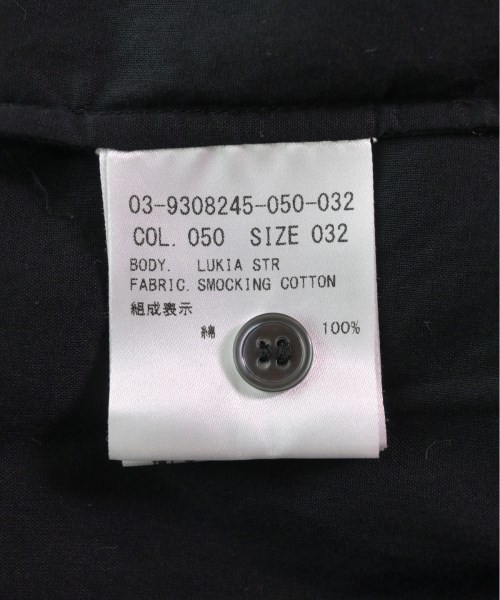 03-9308245-050-032
COL. 050 SIZE 032
BODY. LUKIA STR
FABRIC. SMOCKING COTTON
組成表示
綿 100%